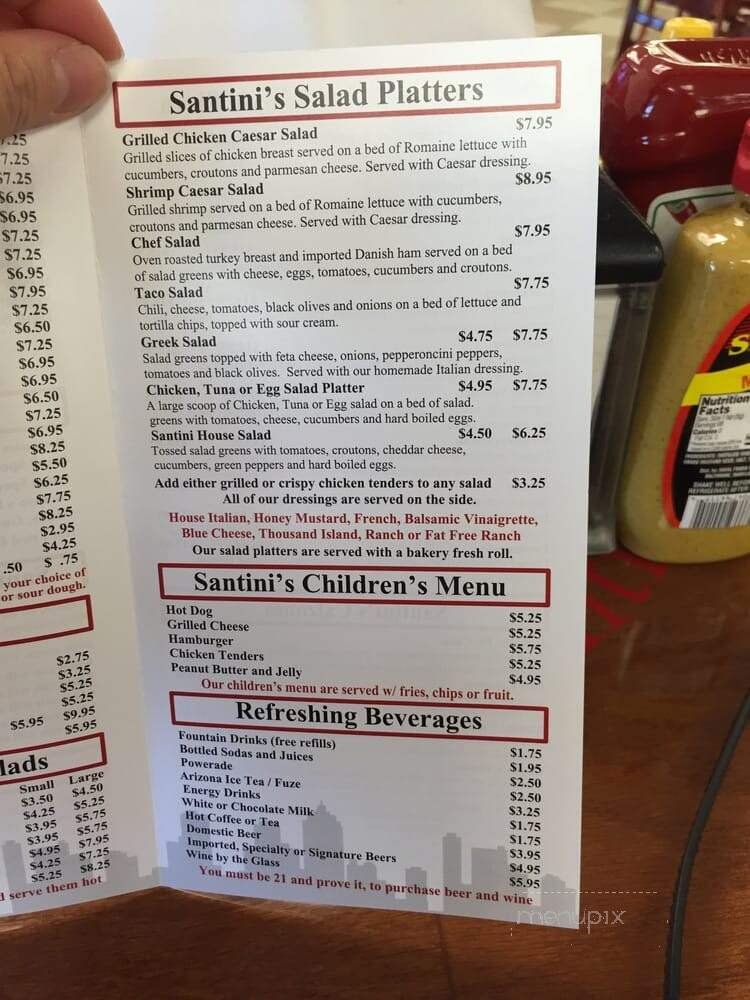 7.25
7.25
$7.25
$6.95
$6.95
$7.25
$7.25
$6.95
$7.95
$7.25
$6.50
$7.25
$6.95
$6.95
$6.50
$7.25
$6.95
$8.25
$5.50
$6.25
$7.75
$8.25
$2.95
$4.25
.50 $ .75
your choice of
or sour dough.
$2.75
$3.25
$5.25
$5.25
$9.95
$5.95 $5.95
lads
Small Large
$3.50 $4.50
$4.25 $5.25
$3.95 $5.75
$3.95 $5.75
$4.95 $7.95
$4.25 $7.25
$5.25 $8.25
d serve them hot
Santini's Salad Platters
Grilled Chicken Caesar Salad $7.95
Grilled slices of chicken breast served on a bed of Romaine lettuce with
cucumbers, croutons and parmesan cheese. Served with Caesar dressing.
Shrimp Caesar Salad $8.95
Grilled shrimp served on a bed of Romaine lettuce with cucumbers,
croutons and parmesan cheese. Served with Caesar dressing.
Chef Salad $7.95
Oven roasted turkey breast and imported Danish ham served on a bed
of salad greens with cheese, eggs, tomatoes, cucumbers and croutons.
Taco Salad $7.75
Chili, cheese, tomatoes, black olives and onions on a bed of lettuce and
tortilla chips, topped with sour cream.
Greek Salad $4.75 $7.75
Salad greens topped with feta cheese, onions, pepperoncini peppers,
tomatoes and black olives. Served with our homemade Italian dressing.
Chicken, Tuna or Egg Salad Platter $4.95 $7.75
A large scoop of Chicken, Tuna or Egg salad on a bed of salad.
greens with tomatoes, cheese, cucumbers and hard boiled eggs.
Santini House Salad $4.50 $6.25
Tossed salad greens with tomatoes, croutons, cheddar cheese,
cucumbers, green peppers and hard boiled eggs.
Add either grilled or crispy chicken tenders to any salad $3.25
All of our dressings are served on the side.
House Italian, Honey Mustard, French, Balsamic Vinaigrette,
Blue Cheese, Thousand Island, Ranch or Fat Free Ranch
Our salad platters are served with a bakery fresh roll.
Santini's Children's Menu
Hot Dog $5.25
Grilled Cheese $5.25
Hamburger $5.75
Chicken Tenders $5.25
Peanut Butter and Jelly $4.95
Our children's menu are served w/ fries, chips or fruit.
Refreshing Beverages
Fountain Drinks (free refills) $1.75
Bottled Sodas and Juices $1.95
Powerade $2.50
Arizona Ice Tea / Fuze $2.50
Energy Drinks $3.25
White or Chocolate Milk $1.75
Hot Coffee or Tea $1.75
Domestic Beer $3.95
Imported, Specialty or Signature Beers $4.95
Wine by the Glass $5.95
You must be 21 and prove it, to purchase beer and wine
Nutrition
Facts
menupix